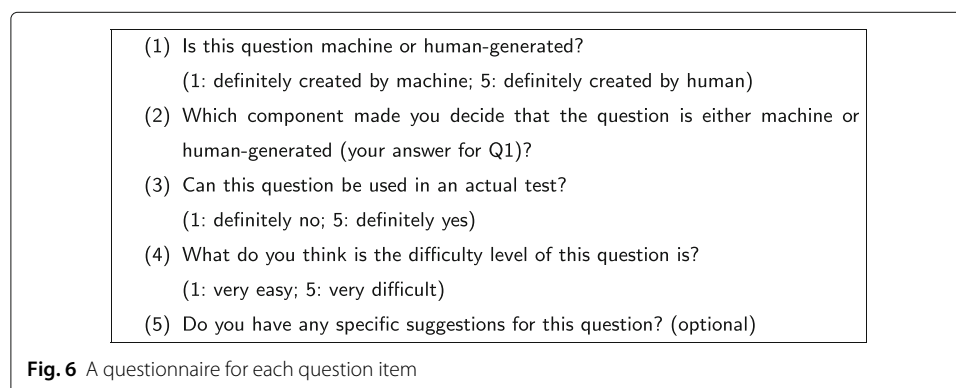 (1) Is this question machine or human-generated?
(1: definitely created by machine; 5: definitely created by human)
(2) Which component made you decide that the question is either machine or
human-generated (your answer for Q1)?
(3) Can this question be used in an actual test?
(1: definitely no; 5: definitely yes)
(4) What do you think is the difficulty level of this question is?
(1: very easy; 5: very difficult)
(5) Do you have any specific suggestions for this question? (optional)
Fig. 6 A questionnaire for each question item